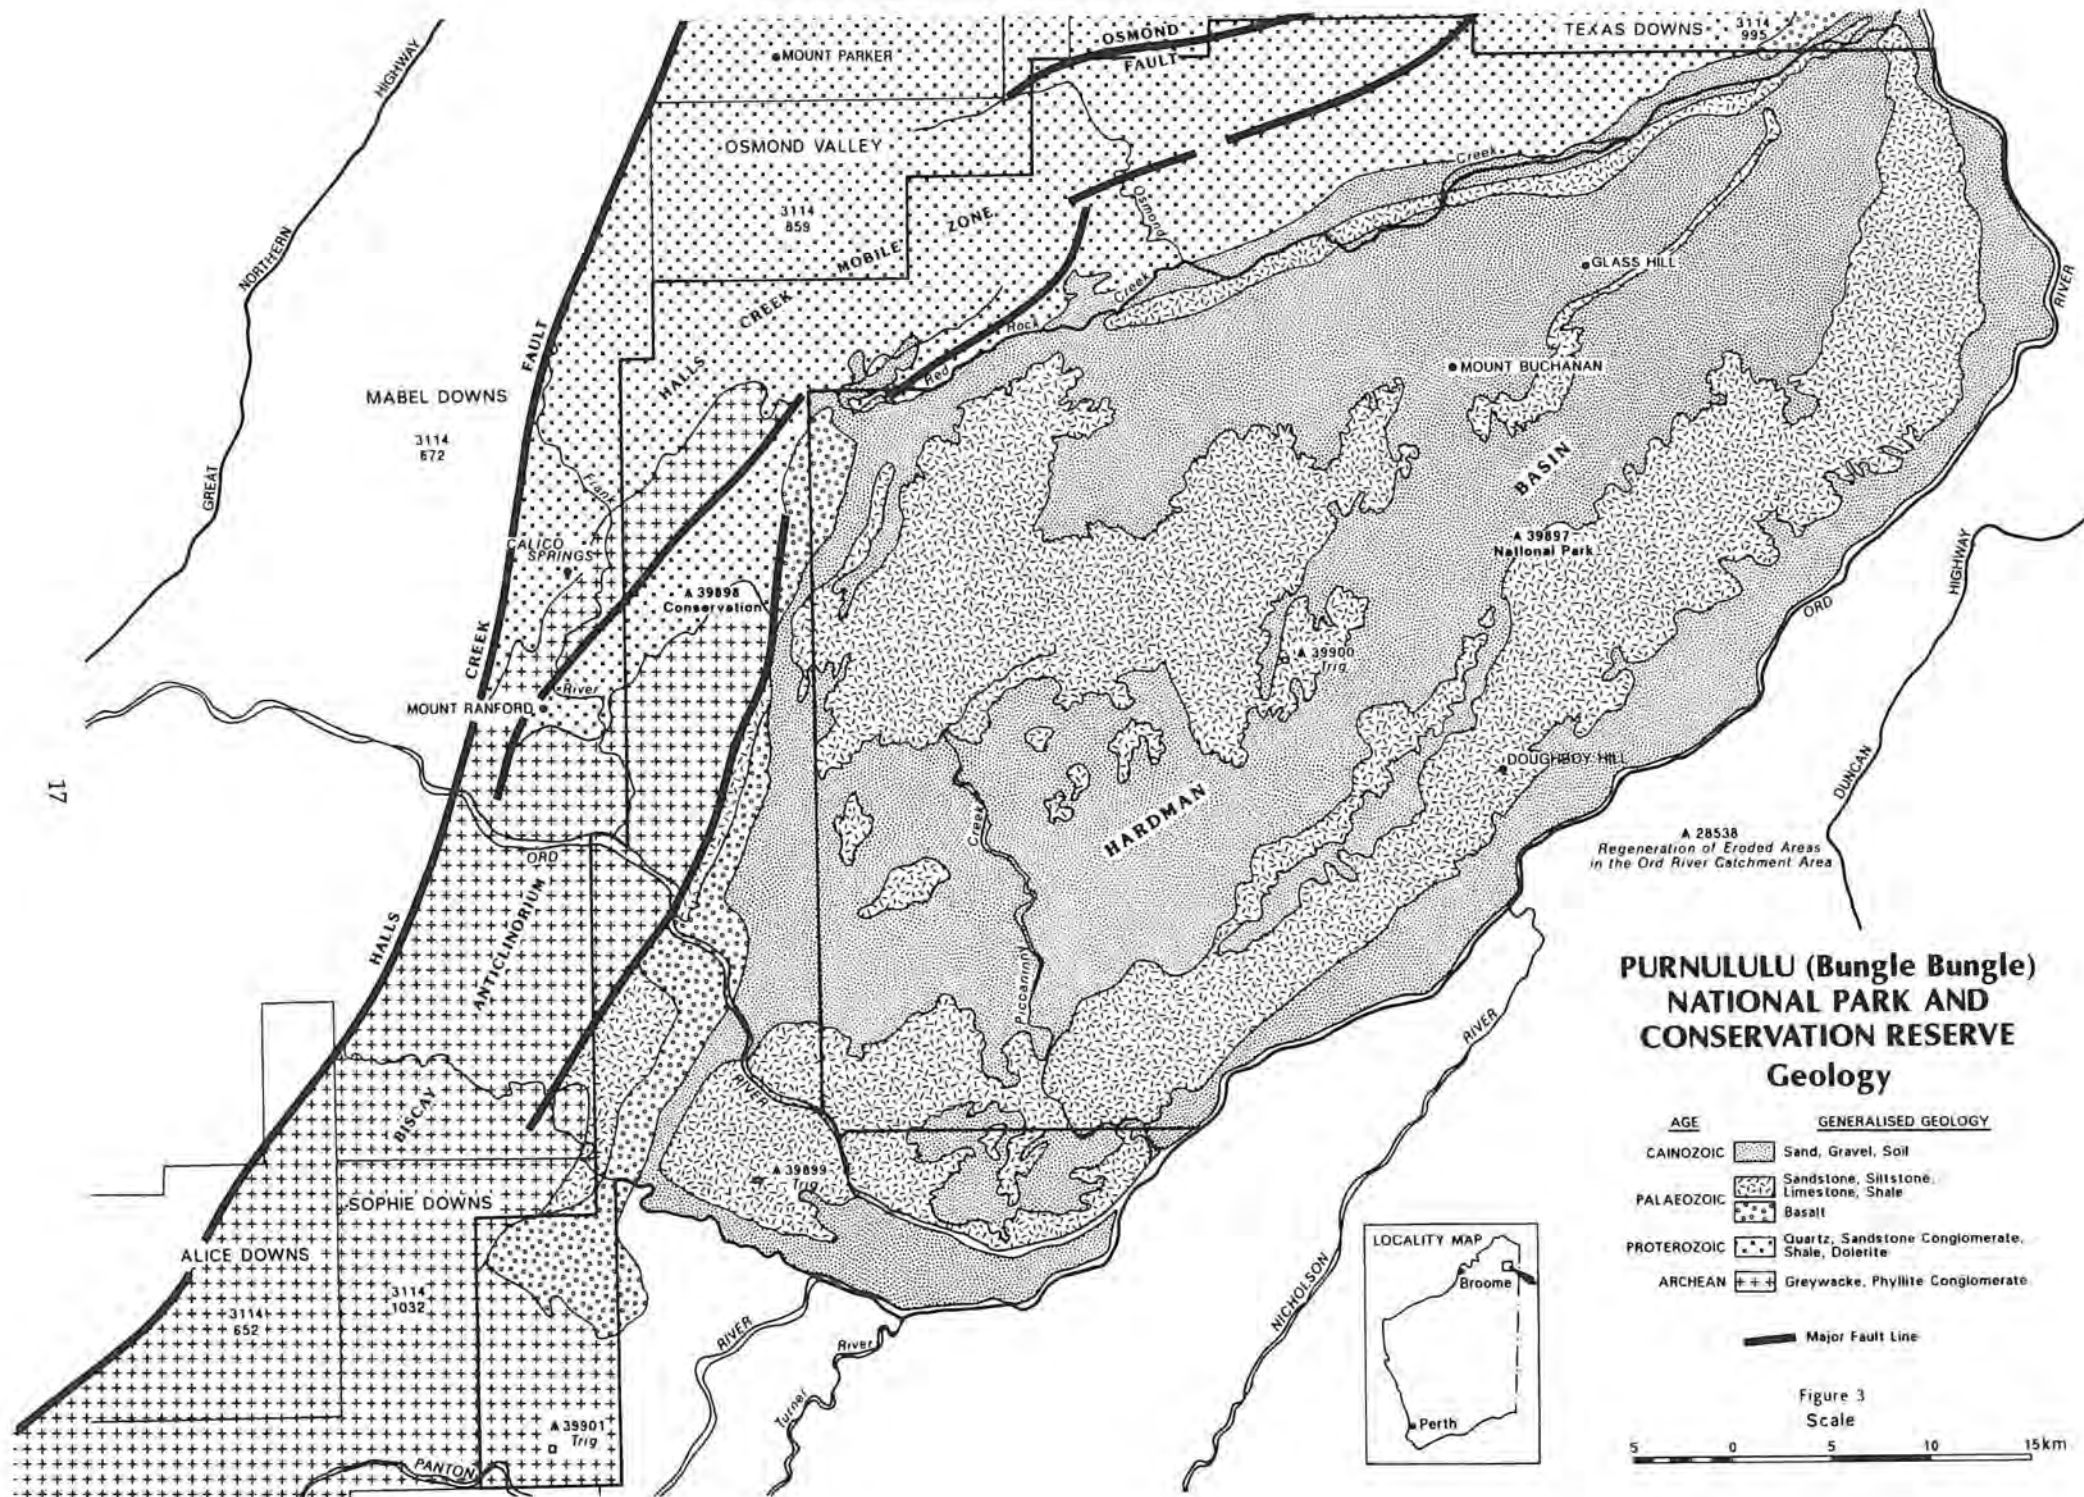 HIGHWAY
NORTHERN
GREAT
MOUNT PARKER
OSMOND
FAULT
TEXAS DOWNS
3114
995
OSMOND VALLEY
3114
859
HALLS
CREEK
MOBILE
ZONE
Osmond
Creek
Red
Rock
Creek
GLASS HILL
RIVER
MABEL DOWNS
3114
672
FAULT
CREEK
HALLS
MOUNT BUCHANAN
BASIN
Frank
CALICO
SPRINGS
A 39898
Conservation
A 39897
National Park
HIGHWAY
ORD
A 39900
Trig
River
MOUNT RANFORD
DOUGHBOY HILL
DUNCAN
HARDMAN
Creek
Piccaninny
17
ORD
ANTICLINORIUM
BISCAY
A 28538
Regeneration of Eroded Areas
in the Ord River Catchment Area
RIVER
RIVER
A 39899
Trig
SOPHIE DOWNS
ALICE DOWNS
3114
652
3114
1032
A 39901
Trig
PANTON
RIVER
River
Turner
NICHOLSON
PURNULULU (Bungle Bungle)
NATIONAL PARK AND
CONSERVATION RESERVE
Geology
AGE GENERALISED GEOLOGY
CAINOZOIC Sand, Gravel, Soil
PALAEOZOIC Sandstone, Siltstone,
Limestone, Shale
Basalt
PROTEROZOIC Quartz, Sandstone Conglomerate,
Shale, Dolerite
ARCHEAN Greywacke, Phyllite Conglomerate
Major Fault Line
LOCALITY MAP
Broome
Perth
Figure 3
Scale
5 0 5 10 15km